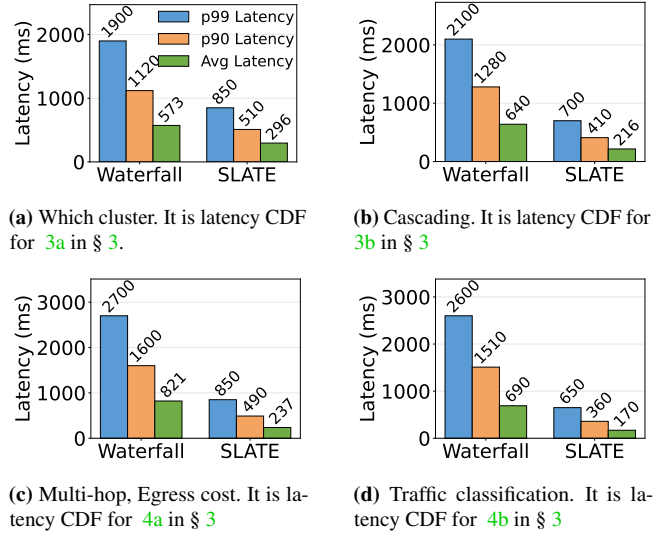 1900
p99 Latency
2000
1120
p90 Latency
573
Avg Latency
850
510
296
1000
0
Latency (ms)
Waterfall SLATE
(a) Which cluster. It is latency CDF
for 3a in § 3.
2100
2000
1280
640
700
410
216
1000
0
Latency (ms)
Waterfall SLATE
(b) Cascading. It is latency CDF for
3b in § 3
2700
3000
1600
821
850
490
237
2000
1000
0
Latency (ms)
Waterfall SLATE
(c) Multi-hop, Egress cost. It is la-
tency CDF for 4a in § 3
2600
3000
1510
690
650
360
170
2000
1000
0
Latency (ms)
Waterfall SLATE
(d) Traffic classification. It is la-
tency CDF for 4b in § 3